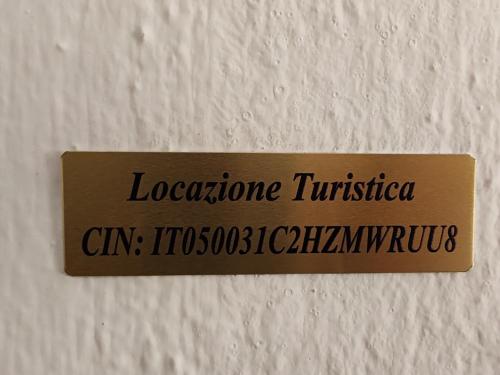 Locazione Turistica
CIN: IT050031C2HZMWRUU8